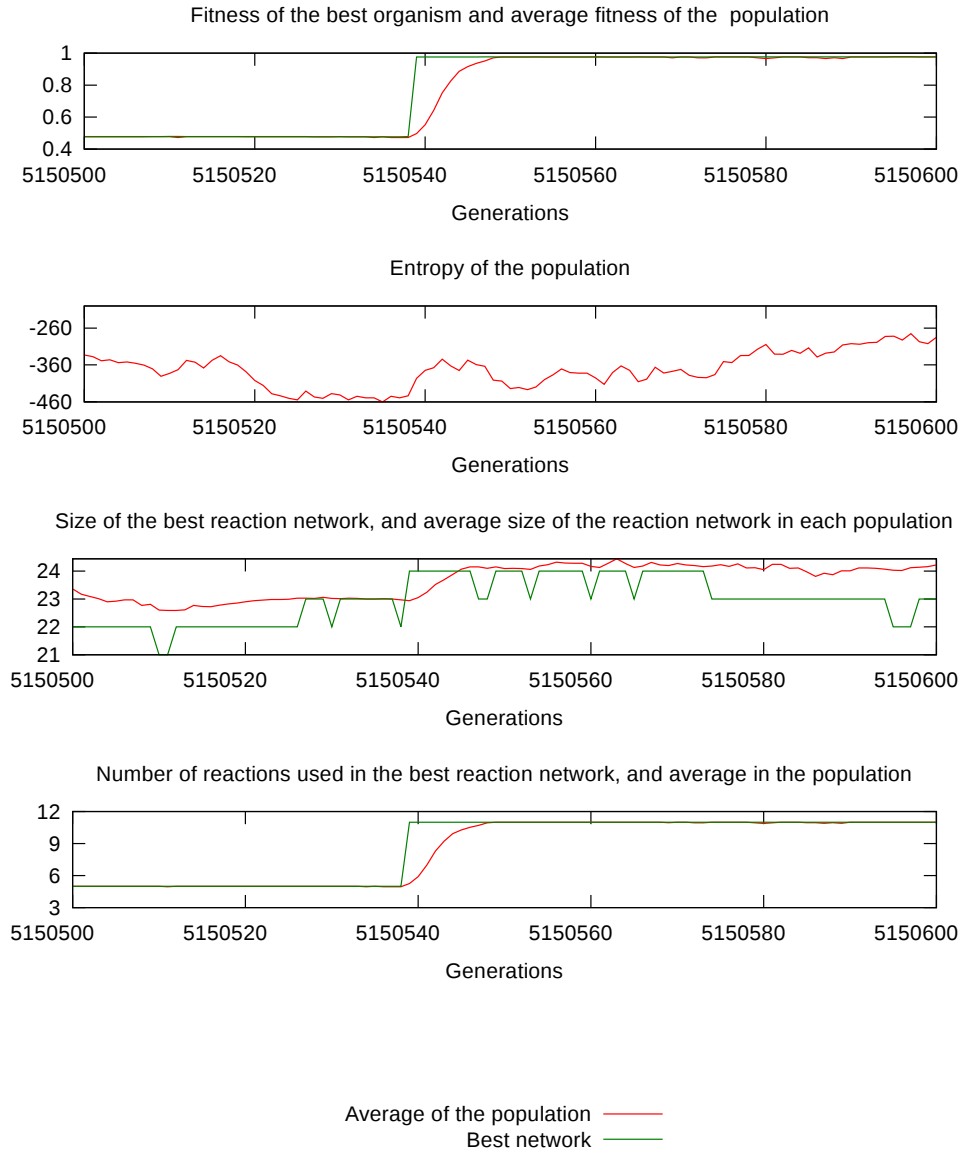 Fitness of the best organism and average fitness of the population
1
0.8
0.6
0.4
5150500 5150520 5150540 5150560 5150580 5150600
Generations
Entropy of the population
-260
-360
-460
5150500 5150520 5150540 5150560 5150580 5150600
Generations
Size of the best reaction network, and average size of the reaction network in each population
24
23
22
21
5150500 5150520 5150540 5150560 5150580 5150600
Generations
Number of reactions used in the best reaction network, and average in the population
12
9
6
3
5150500 5150520 5150540 5150560 5150580 5150600
Generations
Average of the population
Best network